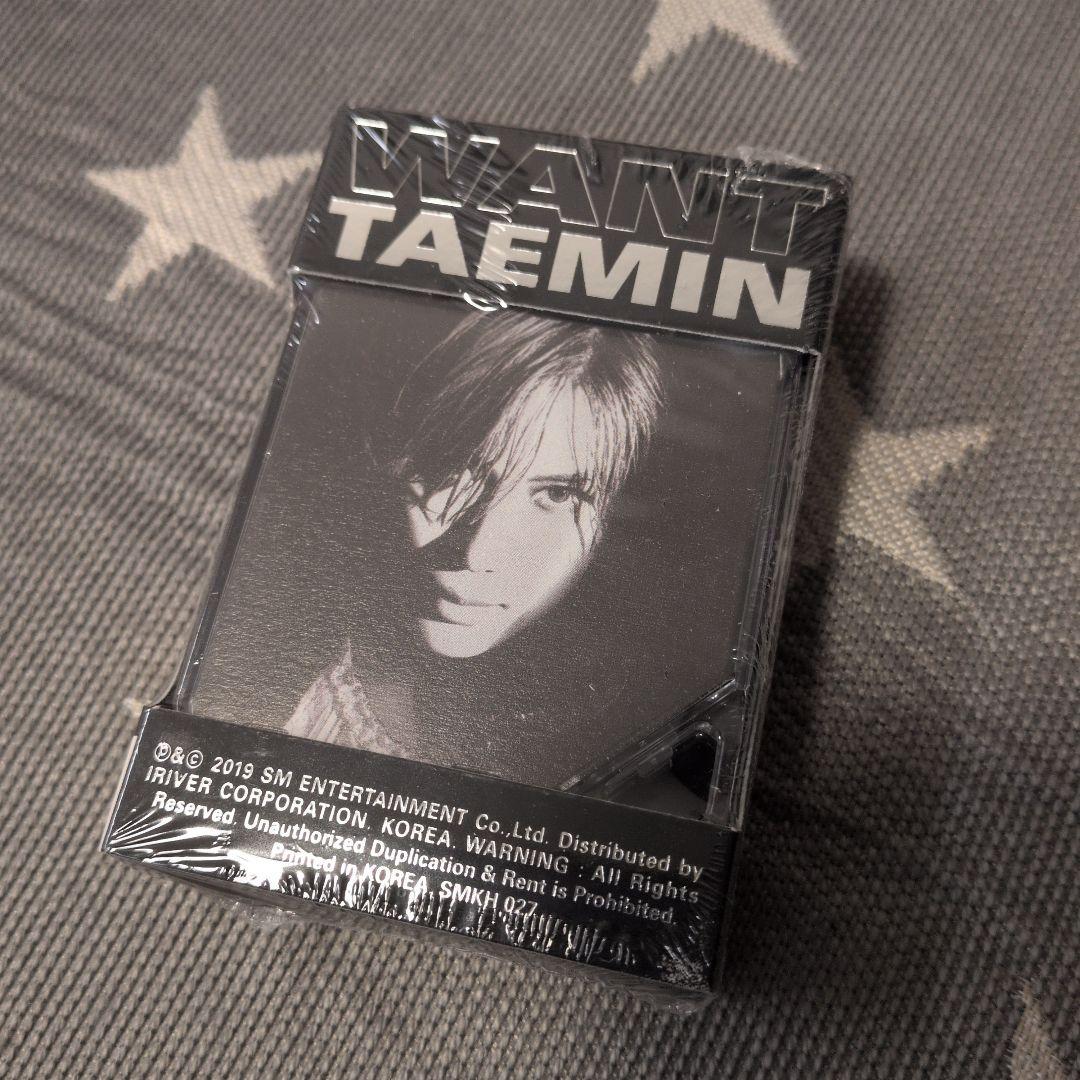 WANT
TAEMIN
℗&© 2019 SM ENTERTAINMENT Co.,Ltd. Distributed by
IRIVER CORPORATION. KOREA. WARNING : All Rights
Reserved. Unauthorized Duplication & Rent is Prohibited.
Printed in KOREA. SMKH 027